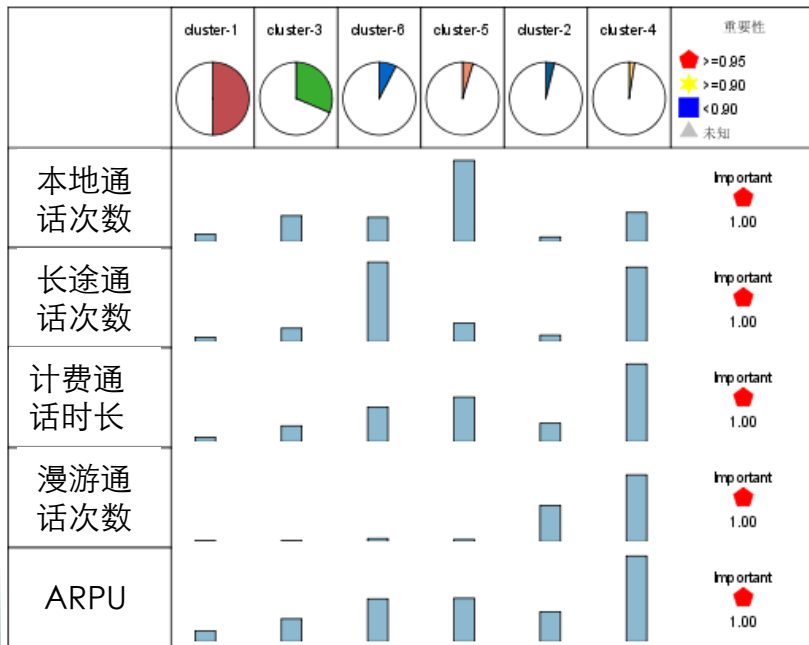 cluster-1
cluster-3
cluster-6
cluster-5
cluster-2
cluster-4
重要性
>=0.95
>=0.90
<0.90
未知
本地通
话次数
Important
1.00
长途通
话次数
Important
1.00
计费通
话时长
Important
1.00
漫游通
话次数
Important
1.00
ARPU
Important
1.00